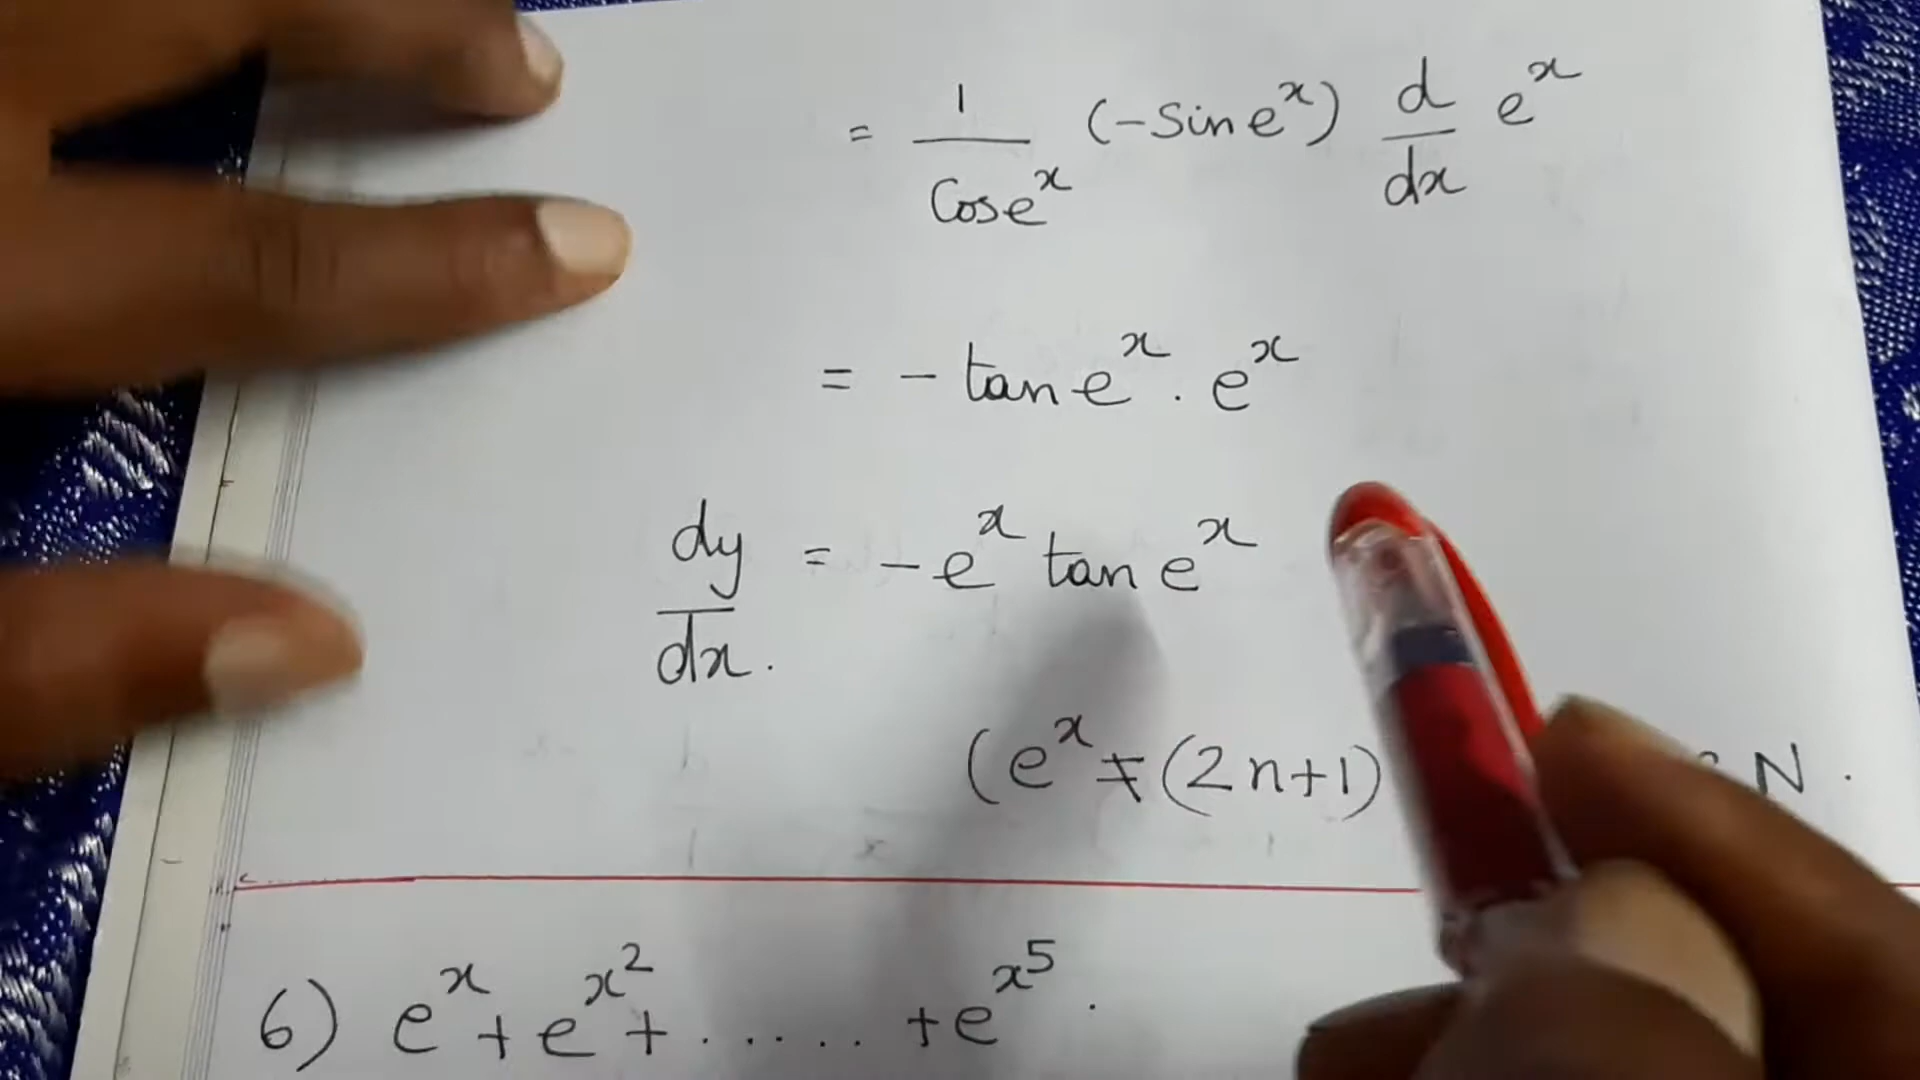 = 1/Cos e^x (-Sin e^x) d/dx e^x
= - tan e^x . e^x
dy/dx. = - e^x tan e^x
(e^x ≠ (2n+1) N .
6) e^x + e^x^2 + ...... + e^x^5 .